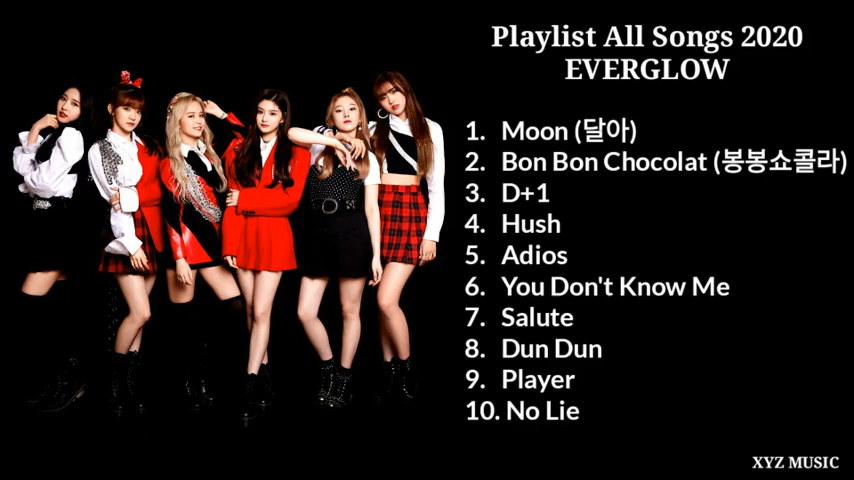 Playlist All Songs 2020
EVERGLOW
1. Moon (달아)
2. Bon Bon Chocolat (봉봉쇼콜라)
3. D+1
4. Hush
5. Adios
6. You Don't Know Me
7. Salute
8. Dun Dun
9. Player
10. No Lie
XYZ MUSIC